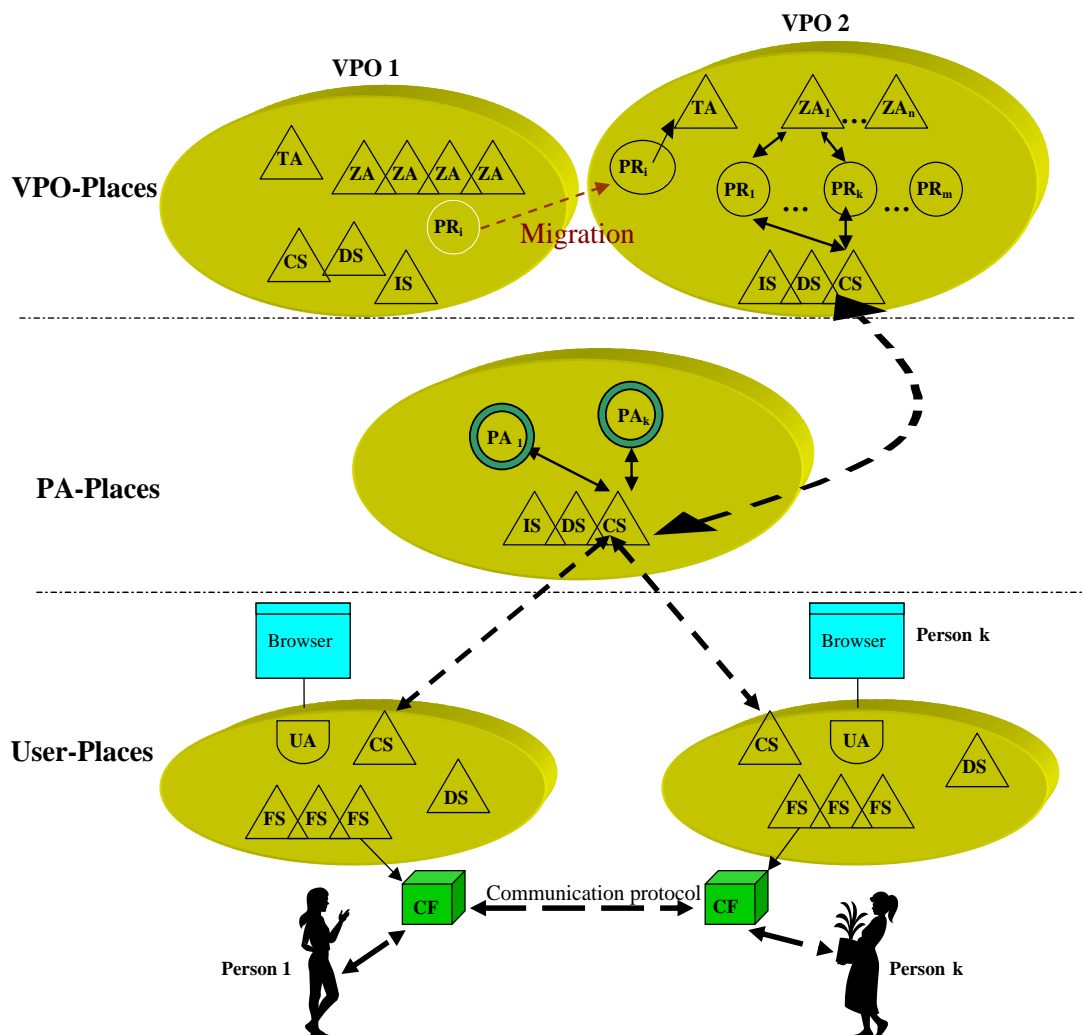 VPO 1
VPO 2
VPO-Places
TA
ZA
ZA
ZA
ZA
PRi
CS
DS
IS
Migration
TA
ZA1
...
ZAn
PRi
PR1
...
PRk
...
PRm
IS
DS
CS
PA-Places
PA 1
PAk
IS
DS
CS
User-Places
Browser
UA
CS
DS
FS
FS
FS
Browser
Person k
CS
UA
DS
FS
FS
FS
CF
Communication protocol
CF
Person 1
Person k